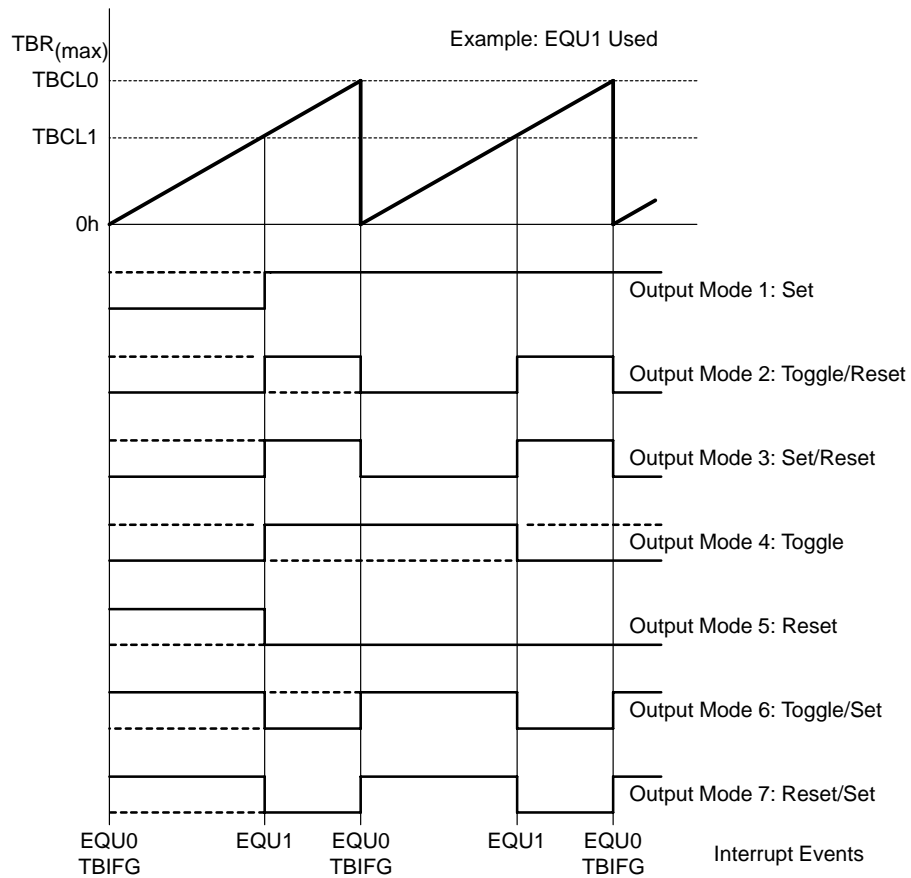 Example: EQU1 Used
TBR(max)
TBCL0
TBCL1
0h
Output Mode 1: Set
Output Mode 2: Toggle/Reset
Output Mode 3: Set/Reset
Output Mode 4: Toggle
Output Mode 5: Reset
Output Mode 6: Toggle/Set
Output Mode 7: Reset/Set
EQU0 EQU1 EQU0 EQU1 EQU0
TBIFG TBIFG TBIFG
Interrupt Events